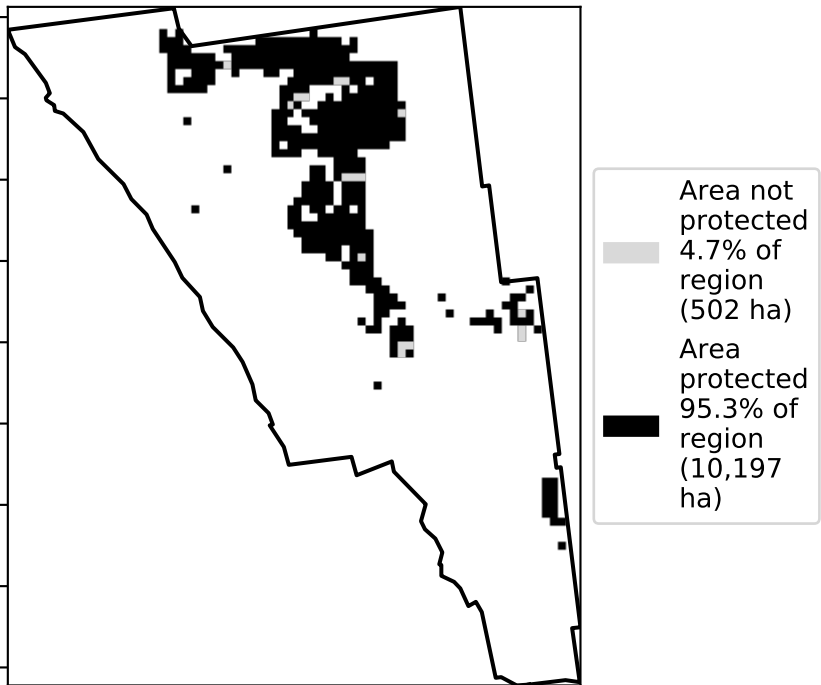 Area not
protected
4.7% of
region
(502 ha)
Area
protected
95.3% of
region
(10,197
ha)